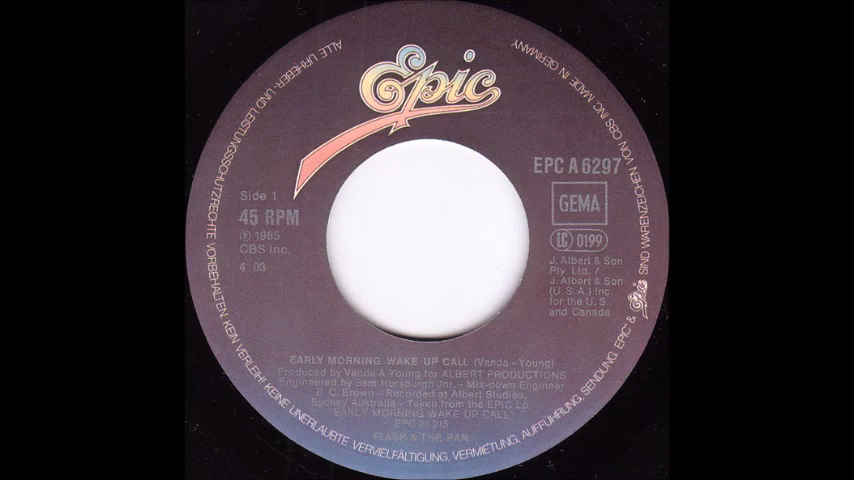 Epic
EPC A 6297
GEMA
LC 0199
J. Albert & Son
Pty. Ltd. /
J. Albert & Son
(U.S.A.) Inc.
for the U.S.
and Canada
Side 1
45 RPM
℗ 1985
CBS Inc.
4:03
EARLY MORNING WAKE UP CALL (Vanda - Young)
Produced by Vanda & Young for ALBERT PRODUCTIONS
Engineered by Sam Horsburgh Jnr. - Mix-down Engineer
B. C. Brown - Recorded at Albert Studios,
Sydney Australia - Taken from the EPIC Lp
"EARLY MORNING WAKE UP CALL"
EPC 26 215
FLASH & THE PAN
ALLE URHEBER- UND LEISTUNGSSCHUTZRECHTE VORBEHALTEN. KEIN VERLEIH! KEINE UNERLAUBTE VERVIELFÄLTIGUNG, VERMIETUNG, AUFFÜHRUNG, SENDUNG. EPIC & Epic SIND WARENZEICHEN VON CBS INC. MADE IN GERMANY